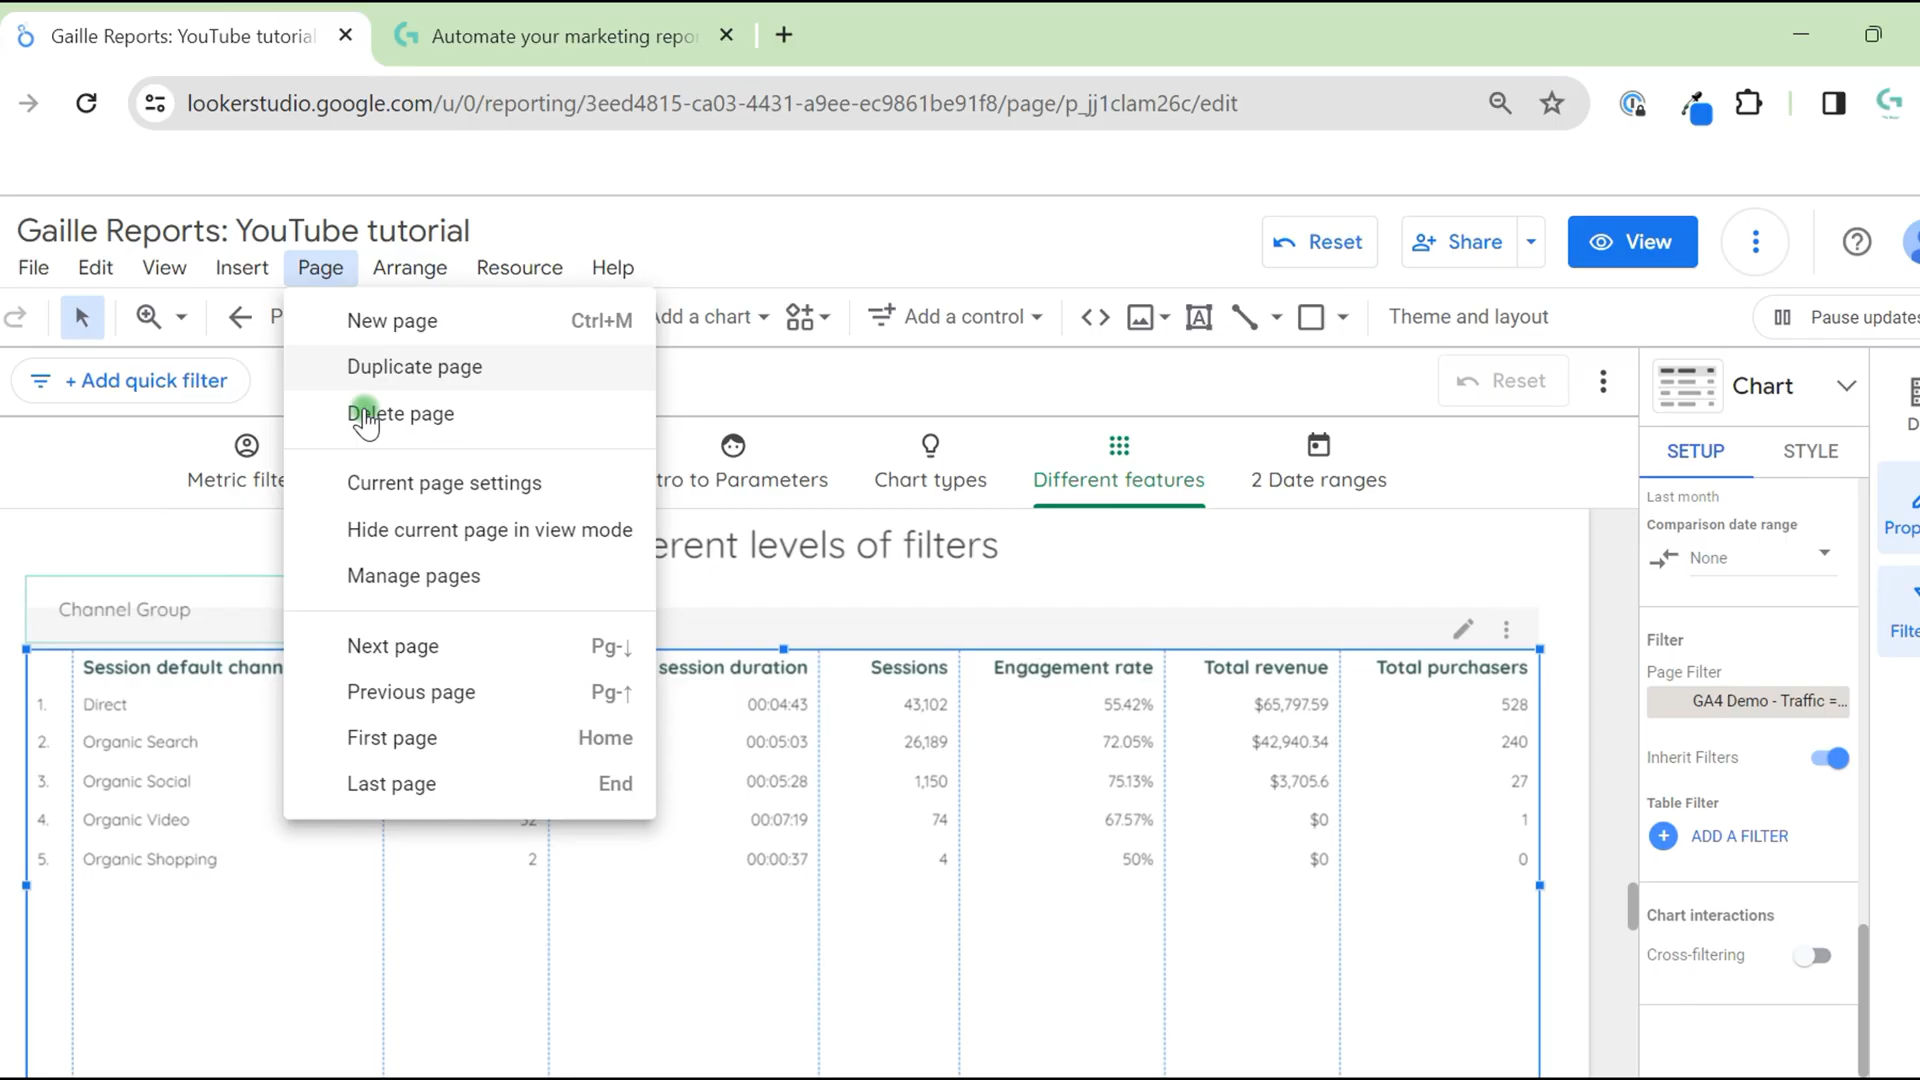 Gaille Reports: YouTube tutorial
Automate your marketing repo
lookerstudio.google.com/u/0/reporting/3eed4815-ca03-4431-a9ee-ec9861be91f8/page/p_jj1clam26c/edit
Gaille Reports: YouTube tutorial
Reset
Share
View
File Edit View Insert Page Arrange Resource Help
P
Add a chart
Add a control
Theme and layout
Pause updates
New page Ctrl+M
Duplicate page
Delete page
Current page settings
Hide current page in view mode
Manage pages
Next page Pg-↓
Previous page Pg-↑
First page Home
Last page End
+ Add quick filter
Reset
Metric filte
tro to Parameters
Chart types
Different features
2 Date ranges
erent levels of filters
Channel Group
Session default chann session duration Sessions Engagement rate Total revenue Total purchasers
1. Direct 00:04:43 43,102 55.42% $65,797.59 528
2. Organic Search 00:05:03 26,189 72.05% $42,940.34 240
3. Organic Social 00:05:28 1,150 75.13% $3,705.6 27
4. Organic Video 52 00:07:19 74 67.57% $0 1
5. Organic Shopping 2 00:00:37 4 50% $0 0
Chart
SETUP STYLE
Last month
Comparison date range
None
Filter
Page Filter
GA4 Demo - Traffic =...
Inherit Filters
Table Filter
ADD A FILTER
Chart interactions
Cross-filtering
D
Prop
Filte